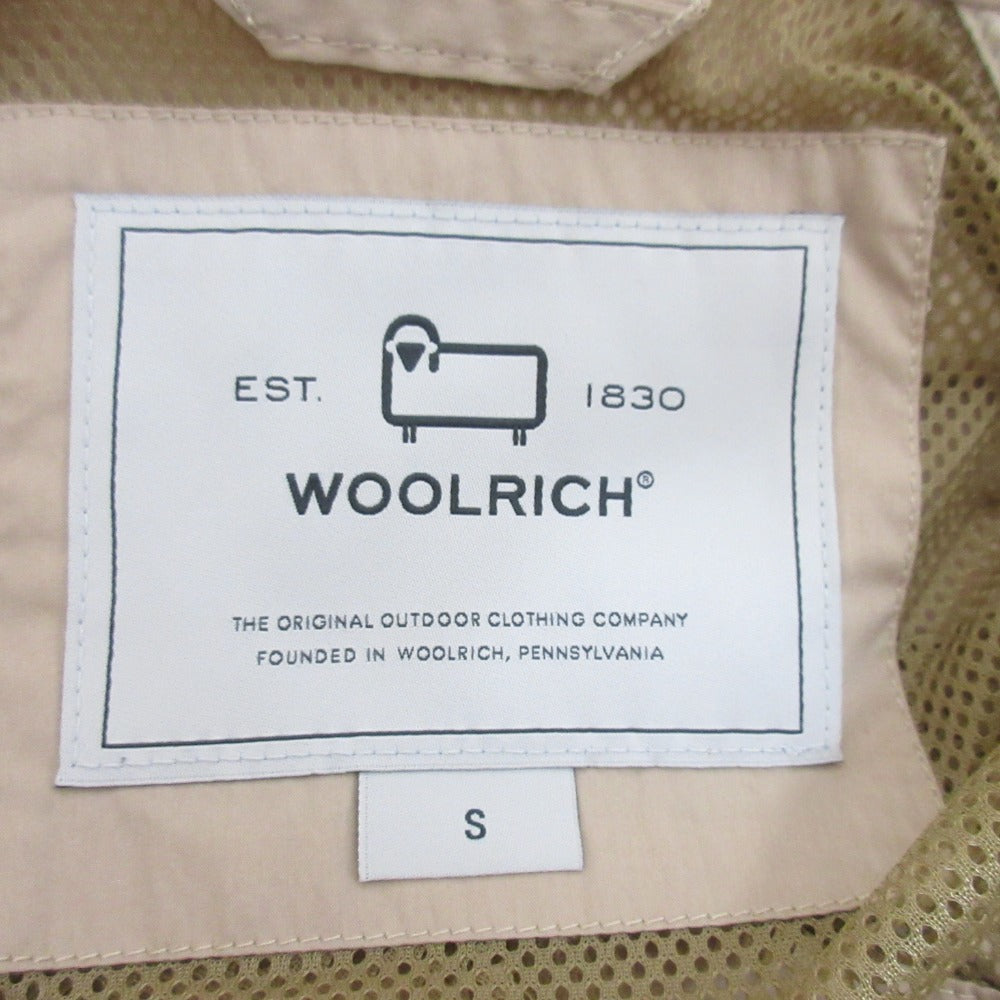 EST. 1830
WOOLRICH®
THE ORIGINAL OUTDOOR CLOTHING COMPANY
FOUNDED IN WOOLRICH, PENNSYLVANIA
S